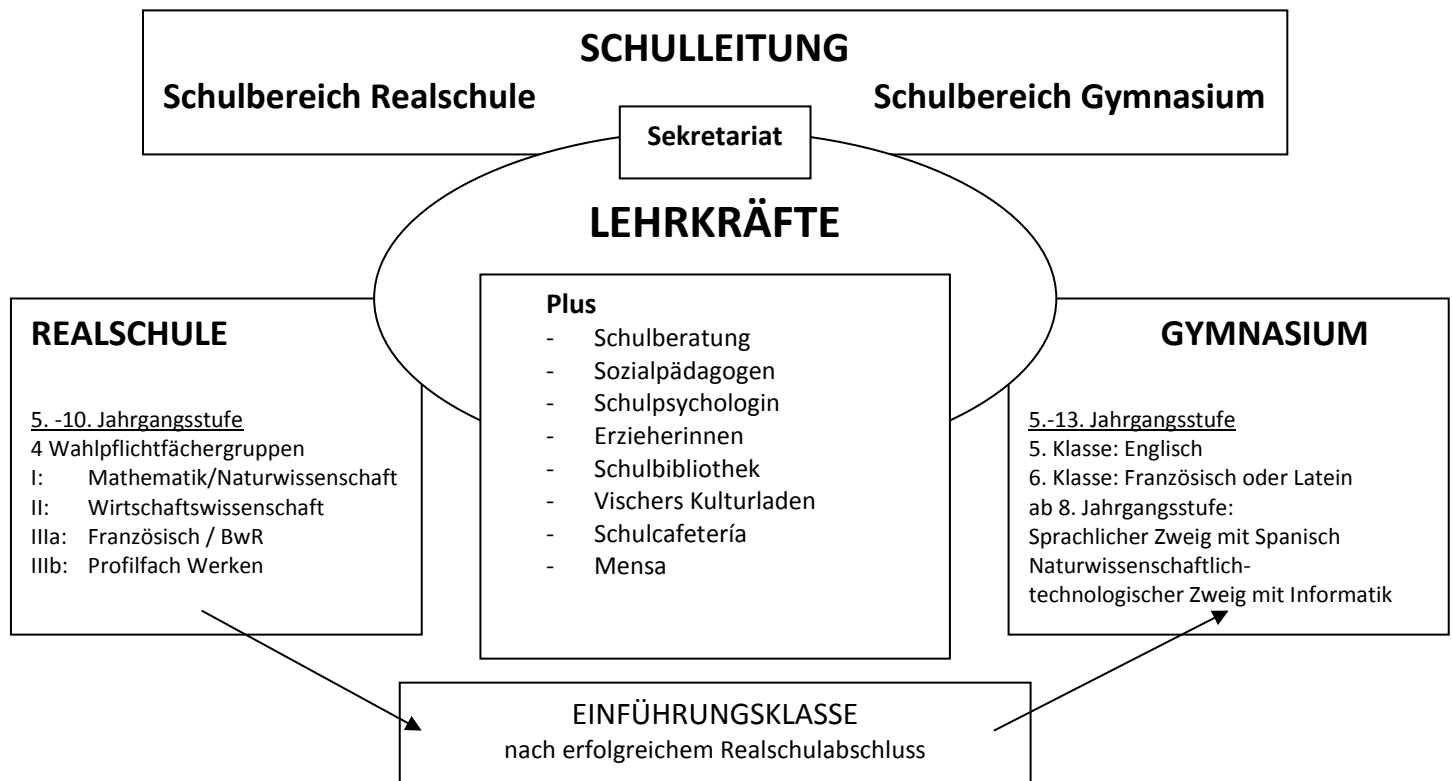 SCHULLEITUNG
Schulbereich Realschule
Schulbereich Gymnasium
Sekretariat
LEHRKRÄFTE
REALSCHULE
5. -10. Jahrgangsstufe
4 Wahlpflichtfächergruppen
I: Mathematik/Naturwissenschaft
II: Wirtschaftswissenschaft
IIIa: Französisch / BwR
IIIb: Profilfach Werken
Plus
- Schulberatung
- Sozialpädagogen
- Schulpsychologin
- Erzieherinnen
- Schulbibliothek
- Vischers Kulturladen
- Schulcafetería
- Mensa
GYMNASIUM
5.-13. Jahrgangsstufe
5. Klasse: Englisch
6. Klasse: Französisch oder Latein
ab 8. Jahrgangsstufe:
Sprachlicher Zweig mit Spanisch
Naturwissenschaftlich-
technologischer Zweig mit Informatik
EINFÜHRUNGSKLASSE
nach erfolgreichem Realschulabschluss